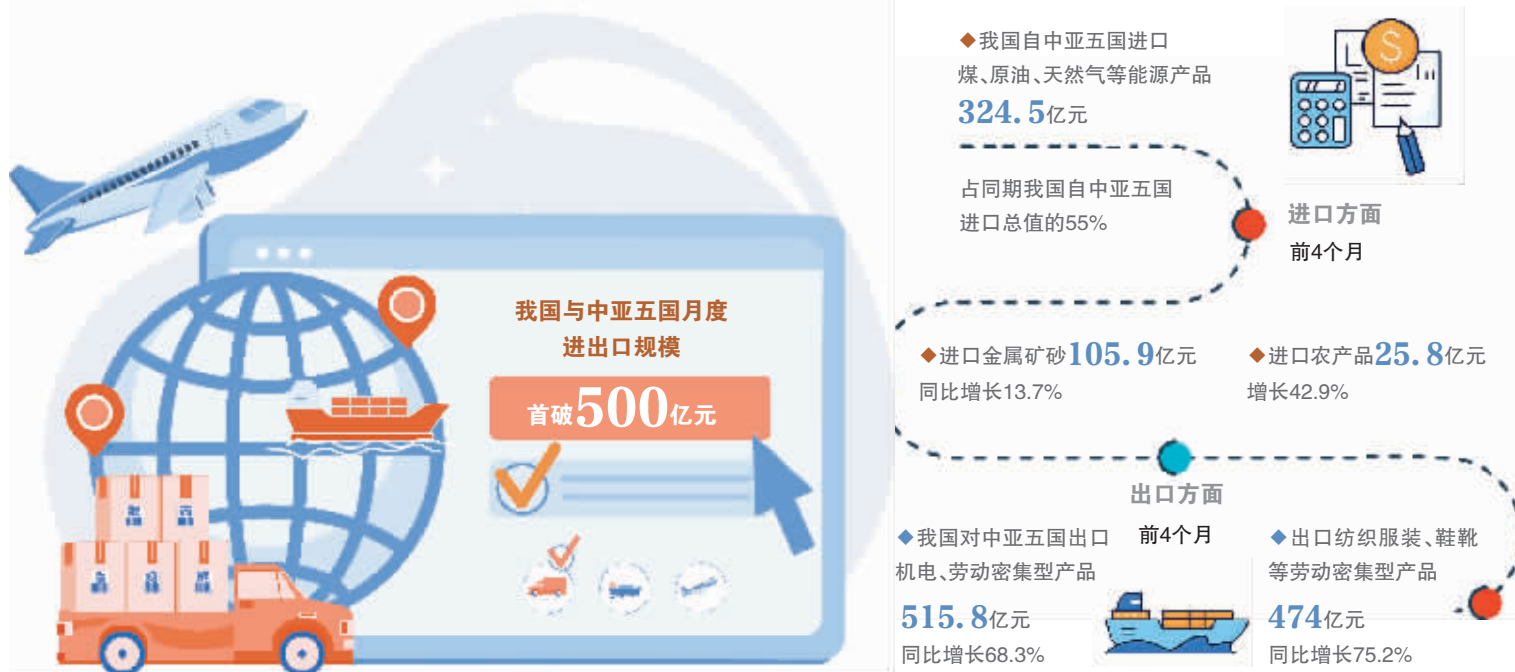 我国与中亚五国月度
进出口规模
首破500亿元
◆我国自中亚五国进口
煤、原油、天然气等能源产品
324.5亿元
占同期我国自中亚五国
进口总值的55%
进口方面
前4个月
◆进口金属矿砂105.9亿元
同比增长13.7%
◆进口农产品25.8亿元
增长42.9%
出口方面
前4个月
◆我国对中亚五国出口
机电、劳动密集型产品
515.8亿元
同比增长68.3%
◆出口纺织服装、鞋靴
等劳动密集型产品
474亿元
同比增长75.2%